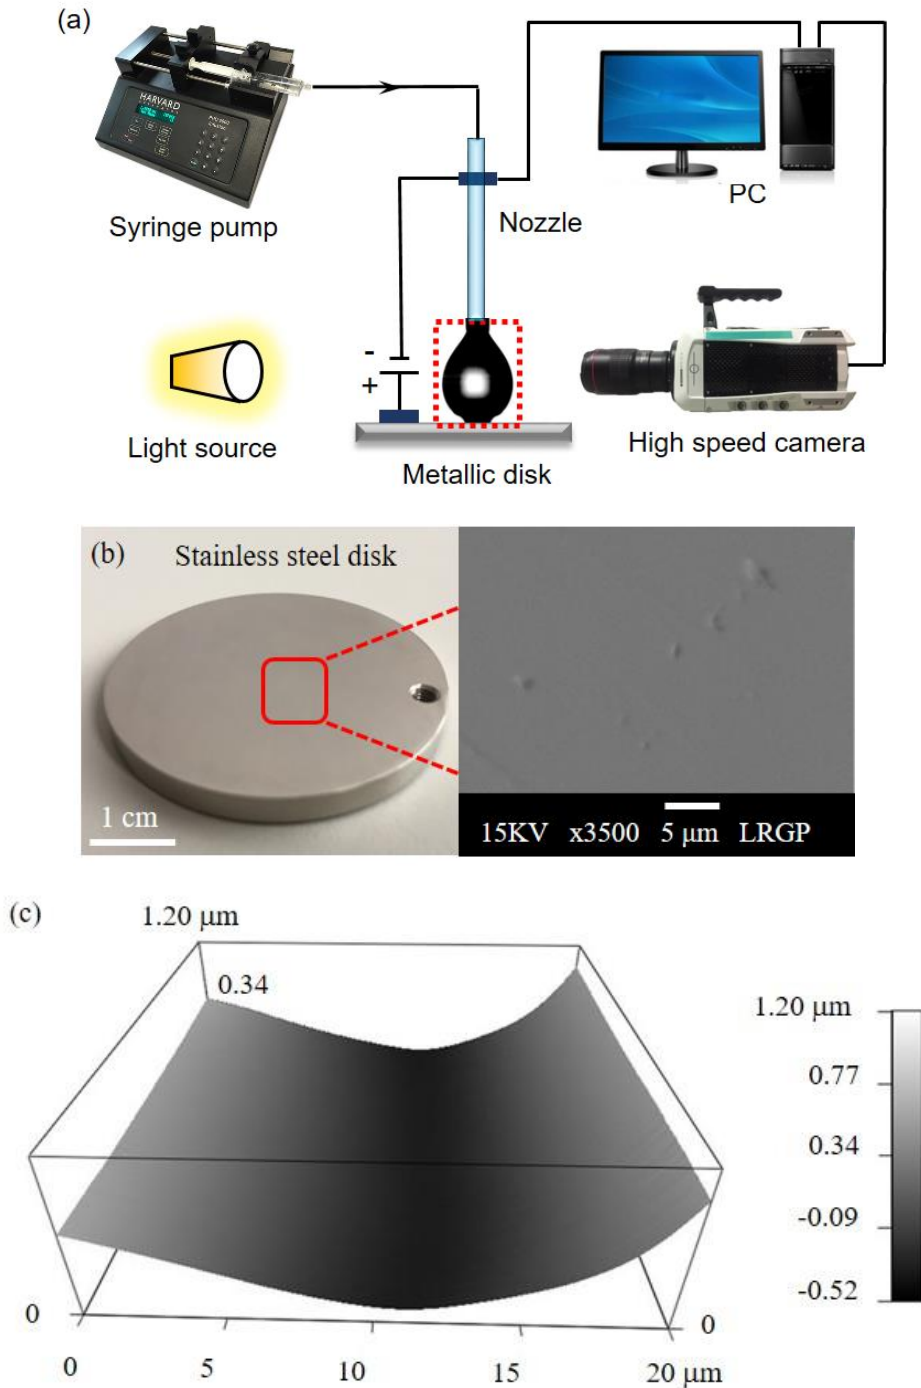 (a)
HARVARD
Syringe pump
Nozzle
PC
-
+
Light source
Metallic disk
High speed camera
(b)
Stainless steel disk
1 cm
15KV x3500 5 μm LRGP
(c)
1.20 μm
0.34
1.20 μm
0.77
0.34
-0.09
-0.52
0
0
0
5
10
15
20 μm